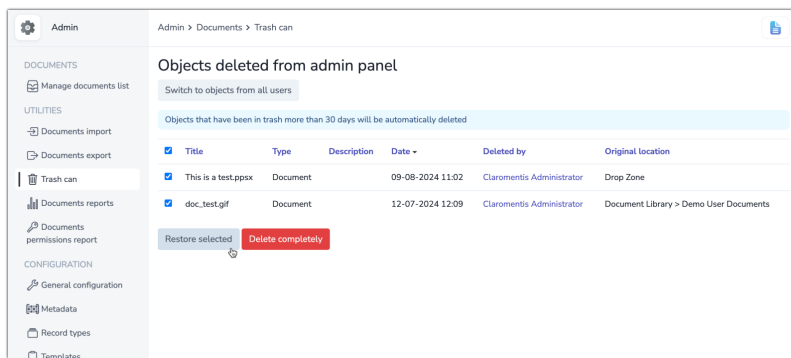 Admin
Admin > Documents > Trash can
DOCUMENTS
Manage documents list
UTILITIES
Documents import
Documents export
Trash can
Documents reports
Documents
permissions report
CONFIGURATION
General configuration
Metadata
Record types
Templates
Objects deleted from admin panel
Switch to objects from all users
Objects that have been in trash more than 30 days will be automatically deleted
Title Type Description Date Deleted by Original location
This is a test.ppsx Document 09-08-2024 11:02 Claromentis Administrator Drop Zone
doc_test.gif Document 12-07-2024 12:09 Claromentis Administrator Document Library > Demo User Documents
Restore selected Delete completely